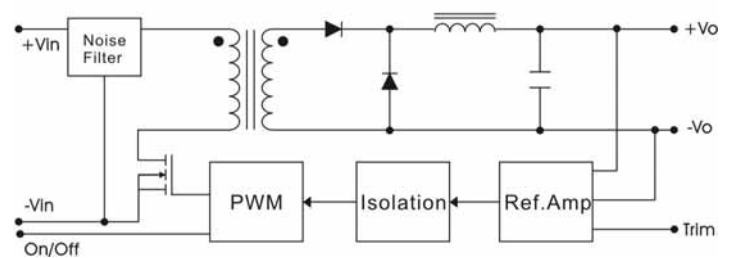 +Vin
Noise
Filter
+Vo
-Vo
-Vin
PWM
Isolation
Ref.Amp
Trim
On/Off